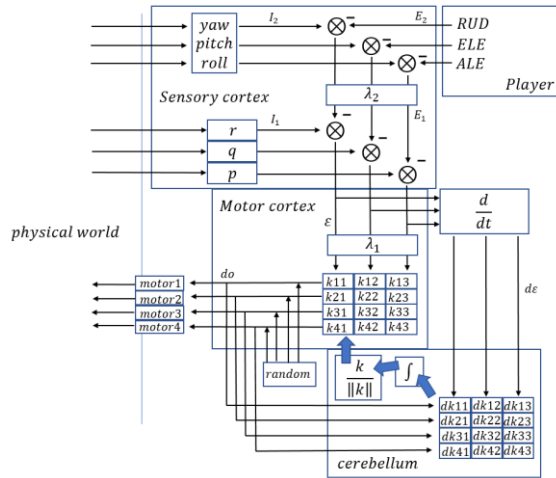 yaw
pitch
roll
I₂
E₂
RUD
ELE
ALE
Player
Sensory cortex
λ₂
r
q
p
I₁
E₁
Motor cortex
d
dt
physical world
ε
λ₁
do
dε
motor1
motor2
motor3
motor4
k11 k12 k13
k21 k22 k23
k31 k32 k33
k41 k42 k43
random
k
‖k‖
∫
dk11 dk12 dk13
dk21 dk22 dk23
dk31 dk32 dk33
dk41 dk42 dk43
cerebellum